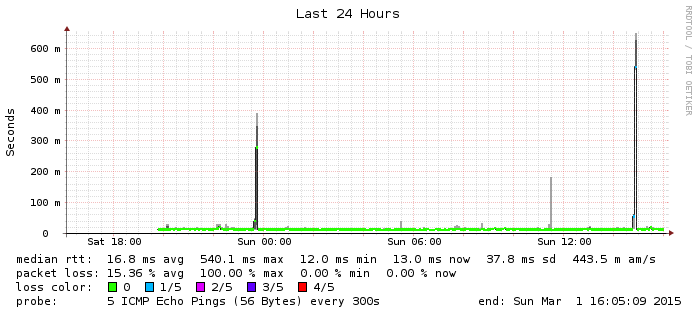 Last 24 Hours
RRDTOOL / TOBI OETIKER
Seconds
600 m
500 m
400 m
300 m
200 m
100 m
0
Sat 18:00 Sun 00:00 Sun 06:00 Sun 12:00
median rtt: 16.8 ms avg 540.1 ms max 12.0 ms min 13.0 ms now 37.8 ms sd 443.5 m am/s
packet loss: 15.36 % avg 100.00 % max 0.00 % min 0.00 % now
loss color: 0 1/5 2/5 3/5 4/5
probe: 5 ICMP Echo Pings (56 Bytes) every 300s end: Sun Mar 1 16:05:09 2015